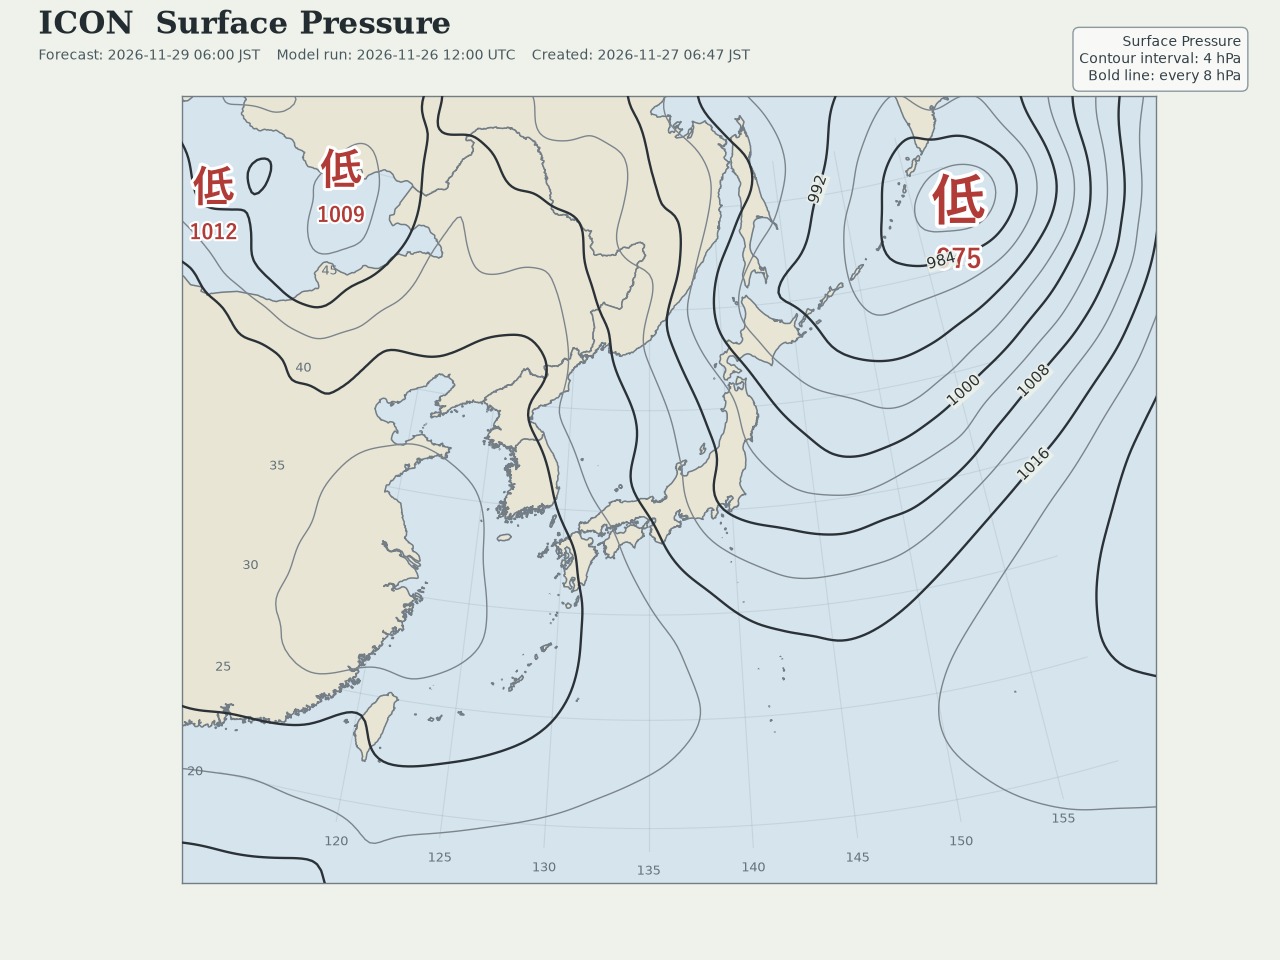 ICON  Surface Pressure
Forecast: 2026-11-29 06:00 JST    Model run: 2026-11-26 12:00 UTC    Created: 2026-11-27 06:47 JST
Surface Pressure
Contour interval: 4 hPa
Bold line: every 8 hPa
低
1012
低
1009
低
975
992
984
1000
1008
1016
45
40
35
30
25
20
120
125
130
135
140
145
150
155